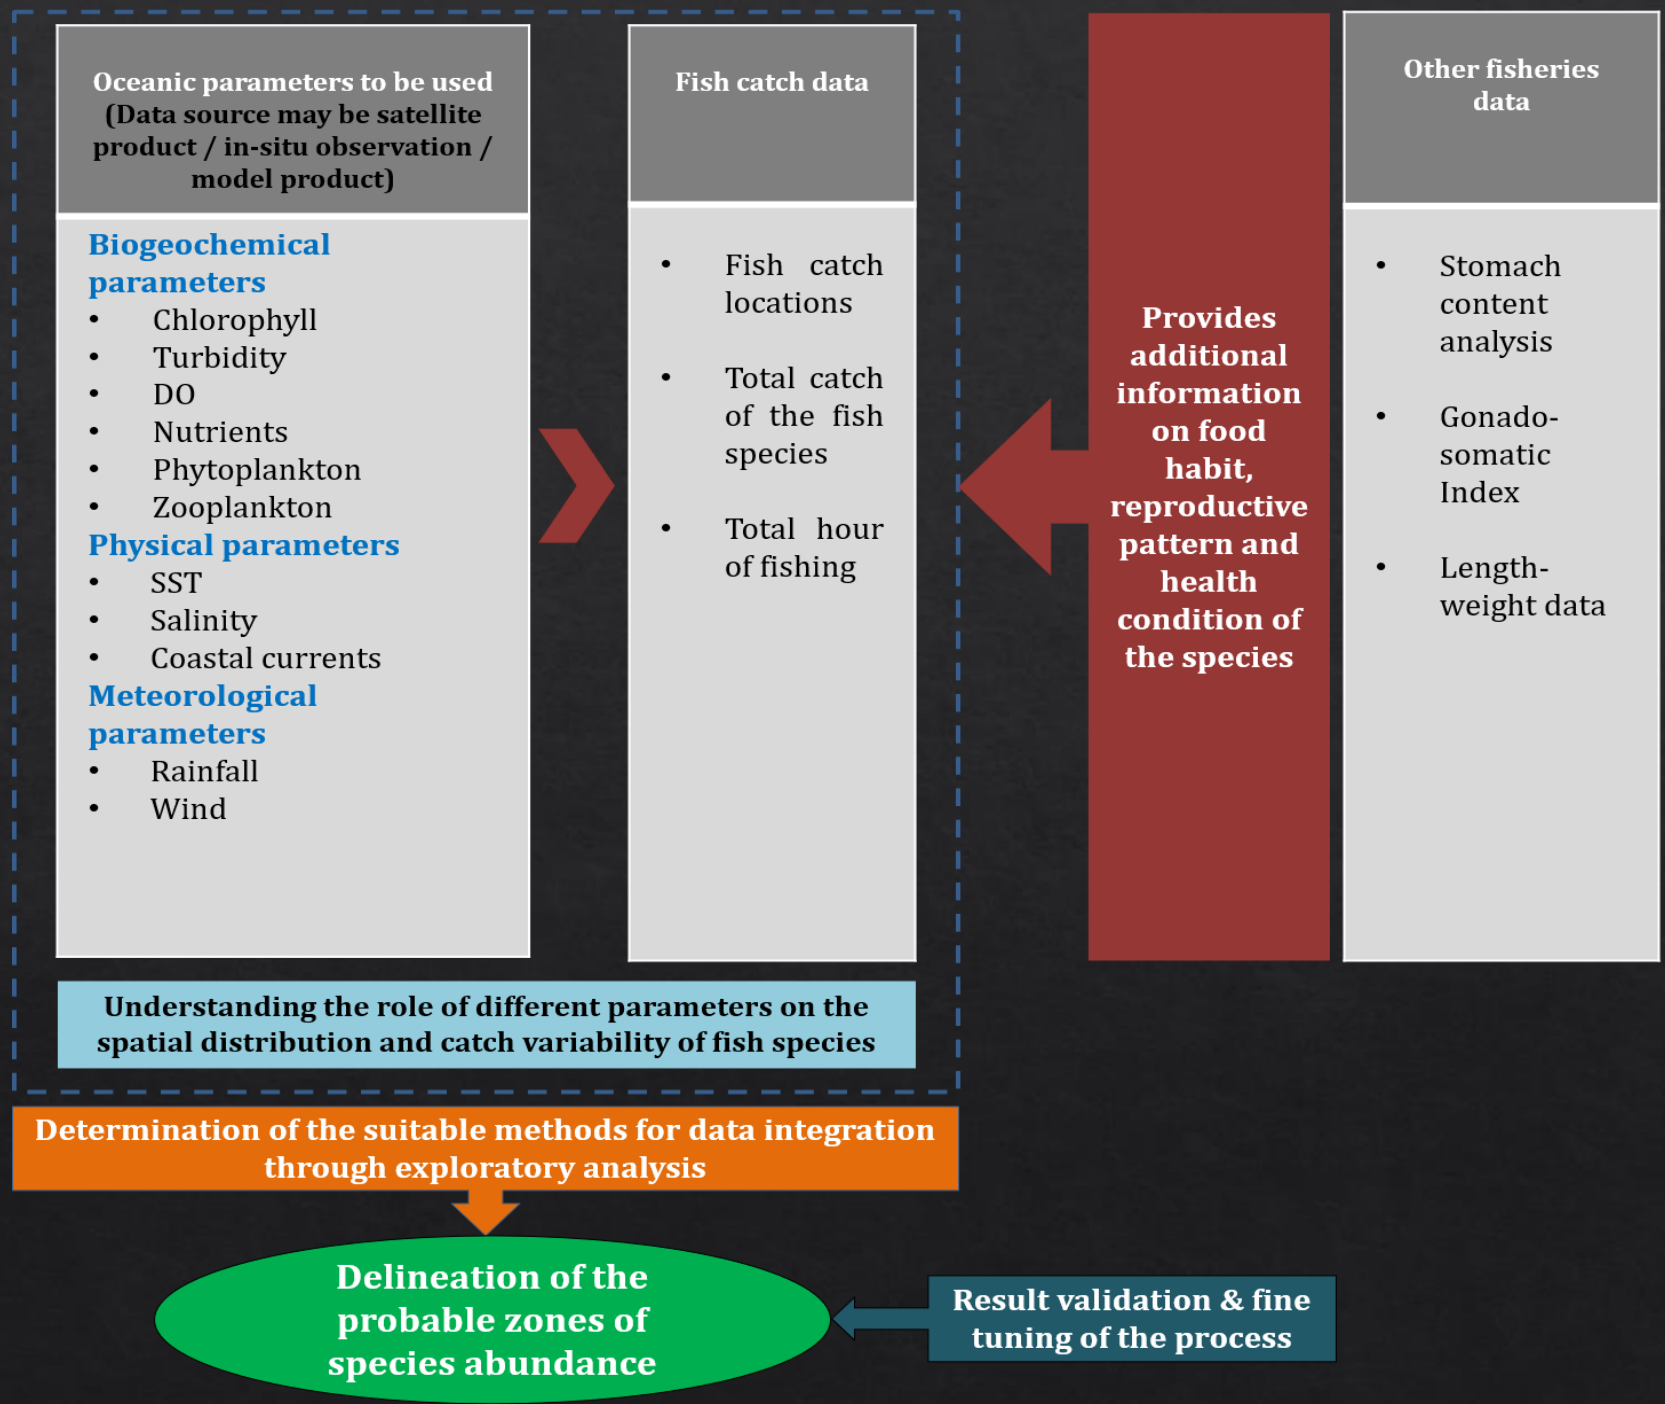 Oceanic parameters to be used
(Data source may be satellite
product / in-situ observation /
model product)
Biogeochemical
parameters
• Chlorophyll
• Turbidity
• DO
• Nutrients
• Phytoplankton
• Zooplankton
Physical parameters
• SST
• Salinity
• Coastal currents
Meteorological
parameters
• Rainfall
• Wind
Fish catch data
• Fish catch
locations
• Total catch
of the fish
species
• Total hour
of fishing
Provides
additional
information
on food
habit,
reproductive
pattern and
health
condition of
the species
Other fisheries
data
• Stomach
content
analysis
• Gonado-
somatic
Index
• Length-
weight data
Understanding the role of different parameters on the
spatial distribution and catch variability of fish species
Determination of the suitable methods for data integration
through exploratory analysis
Delineation of the
probable zones of
species abundance
Result validation & fine
tuning of the process